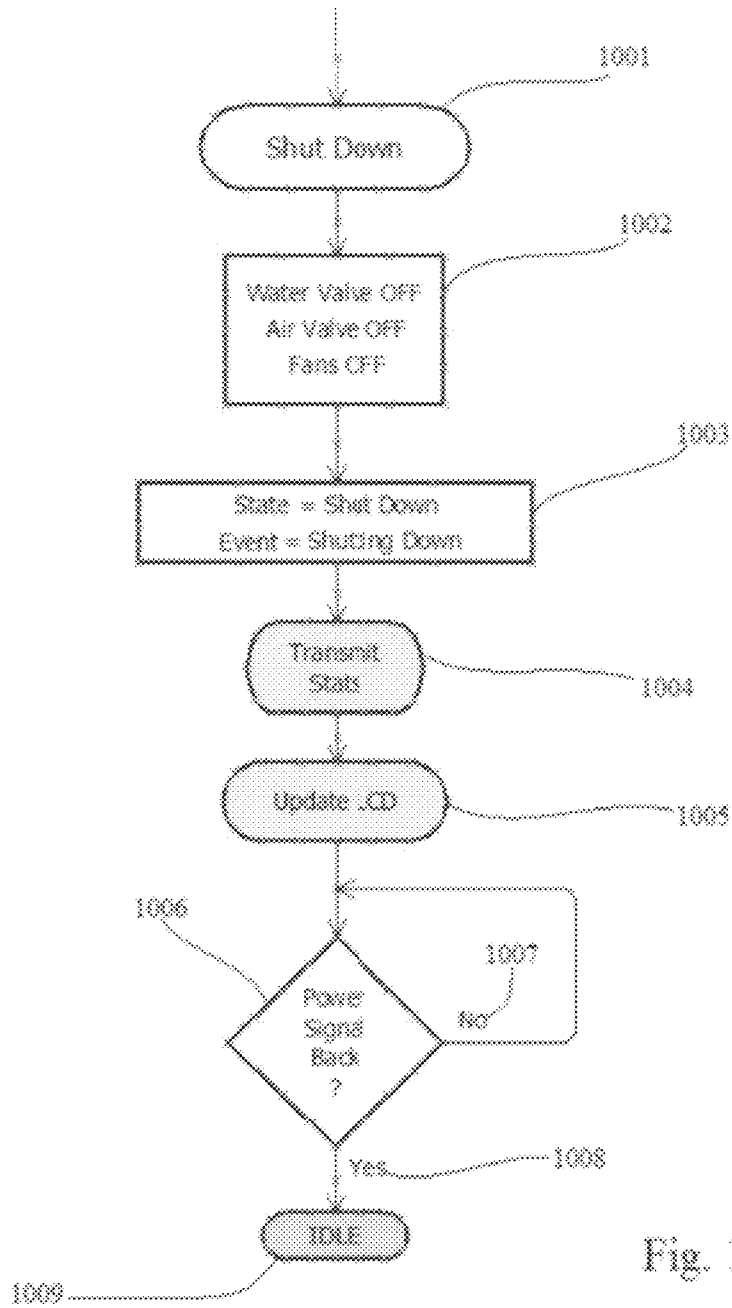 1001
Shut Down
1002
Water Valve OFF
Air Valve OFF
Fans OFF
1003
State = Shut Down
Event = Shuting Down
Transmit
Stats
1004
Update LCD
1005
1006
Power
Signal
Back
?
1007
No
Yes
1008
IDLE
1009
Fig.